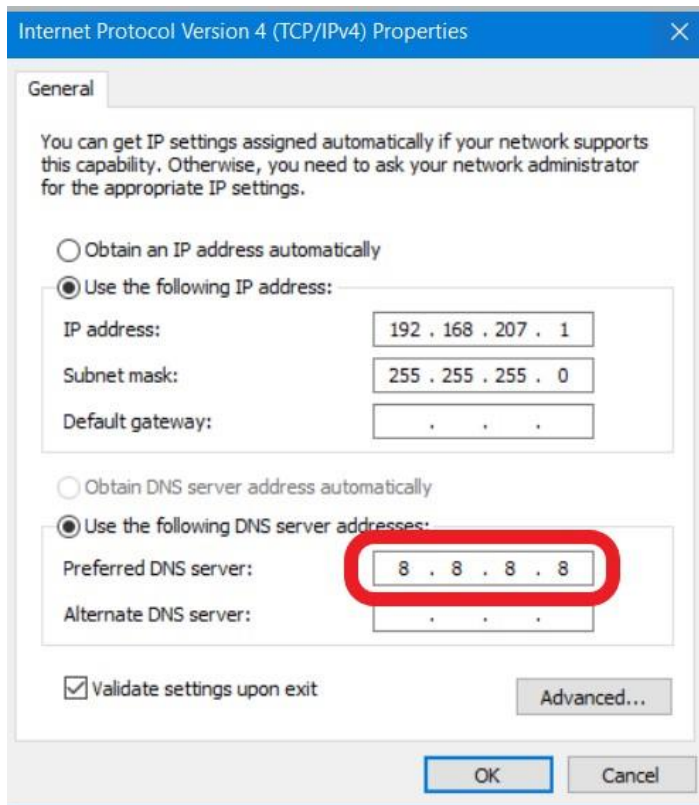 Internet Protocol Version 4 (TCP/IPv4) Properties
General
You can get IP settings assigned automatically if your network supports
this capability. Otherwise, you need to ask your network administrator
for the appropriate IP settings.
Obtain an IP address automatically
Use the following IP address:
IP address: 192 . 168 . 207 . 1
Subnet mask: 255 . 255 . 255 . 0
Default gateway: . . .
Obtain DNS server address automatically
Use the following DNS server addresses:
Preferred DNS server: 8 . 8 . 8 . 8
Alternate DNS server: . . .
Validate settings upon exit
Advanced...
OK Cancel